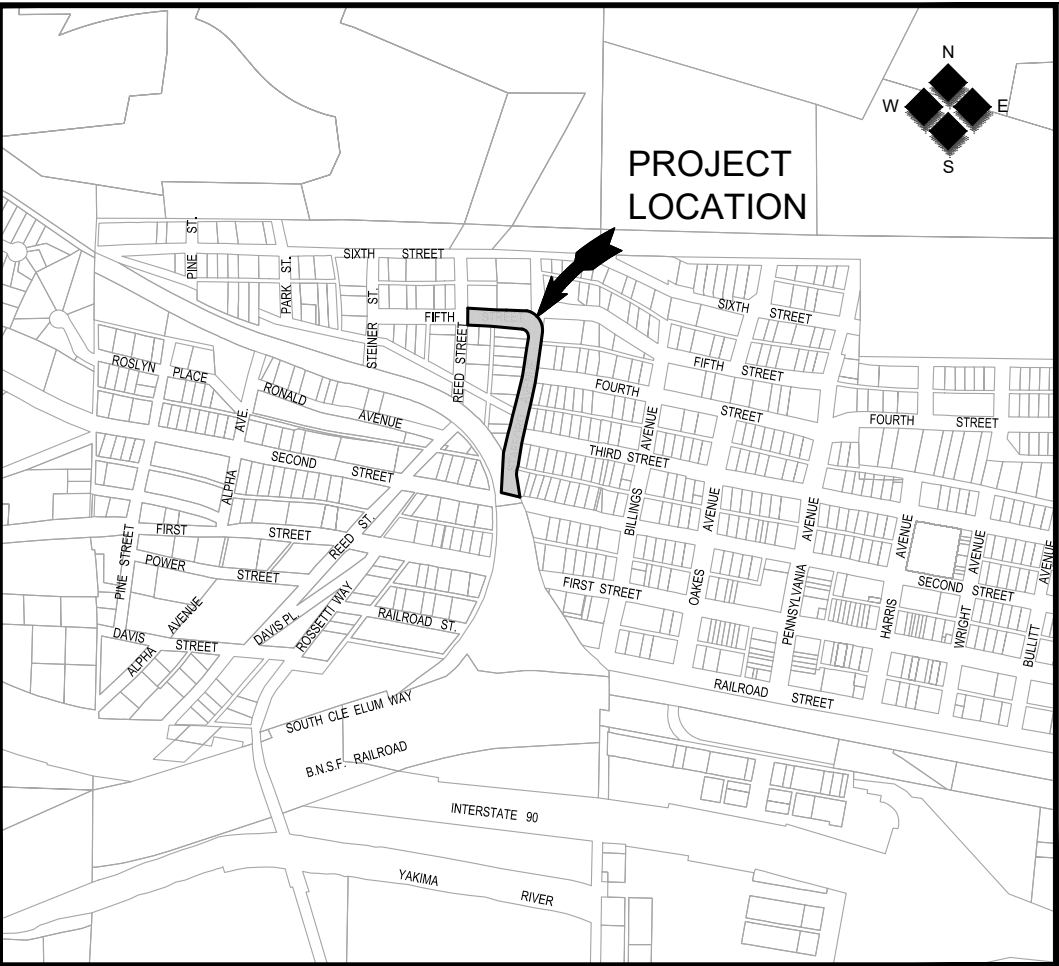 N
W E
S
PROJECT
LOCATION
PINE ST.
PARK ST.
STEINER ST.
SIXTH STREET
FIFTH STREET
REED STREET
SIXTH STREET
FIFTH STREET
FOURTH STREET
FOURTH STREET
THIRD STREET
ROSLYN PLACE
RONALD AVENUE
ALPHA AVE.
SECOND STREET
FIRST STREET
REED ST.
PINE STREET
POWER STREET
ALPHA AVENUE
DAVIS STREET
DAVIS PL.
ROSSETTI WAY
RAILROAD ST.
BILLINGS AVENUE
OAKES AVENUE
PENNSYLVANIA AVENUE
HARRIS AVENUE
WRIGHT AVENUE
BULLITT AVENUE
SECOND STREET
FIRST STREET
RAILROAD STREET
SOUTH CLE ELUM WAY
B.N.S.F. RAILROAD
INTERSTATE 90
YAKIMA RIVER